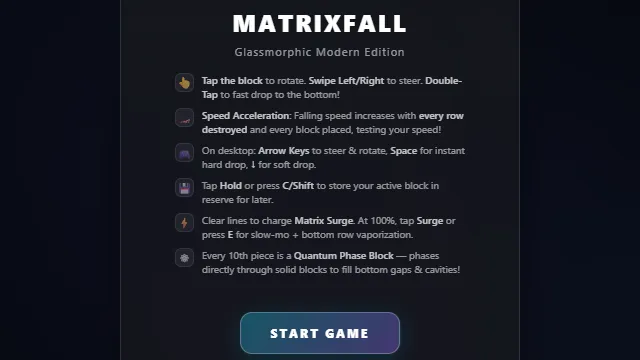 MATRIXFALL
Glassmorphic Modern Edition
Tap the block to rotate. Swipe Left/Right to steer. Double-
Tap to fast drop to the bottom!
Speed Acceleration: Falling speed increases with every row
destroyed and every block placed, testing your speed!
On desktop: Arrow Keys to steer & rotate, Space for instant
hard drop, ↓ for soft drop.
Tap Hold or press C/Shift to store your active block in
reserve for later.
Clear lines to charge Matrix Surge. At 100%, tap Surge or
press E for slow-mo + bottom row vaporization.
Every 10th piece is a Quantum Phase Block — phases
directly through solid blocks to fill bottom gaps & cavities!
START GAME